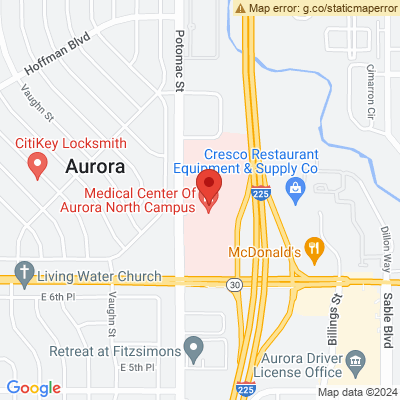 Map error: g.co/staticmaperror
Hoffman Blvd
Potomac St
Vaughn St
c/marron Cir
CitiKey Locksmith
Aurora
Cresco Restaurant
Equipment & Supply Co
225
Medical Center Of
Aurora North Campus
McDonald's
Dillon Way
Living Water Church
30
E 6th Pl
Vaughn St
Billings St
Sable Blvd
Retreat at Fitzsimons
E 5th Pl
Aurora Driver
License Office
225
Google
Map data ©2024